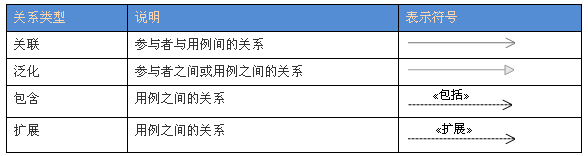 关系类型 说明 表示符号
关联 参与者与用例间的关系
泛化 参与者之间或用例之间的关系
包含 用例之间的关系 «包括»
扩展 用例之间的关系 «扩展»